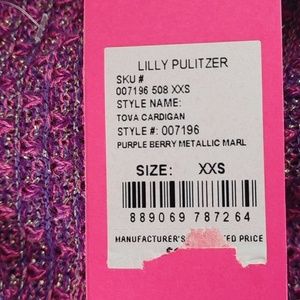 LILLY PULITZER
SKU #
007196 508 XXS
STYLE NAME:
TOVA CARDIGAN
STYLE #: 007196
PURPLE BERRY METALLIC MARL
SIZE: XXS
889069 787264
MANUFACTURER'S PRICE